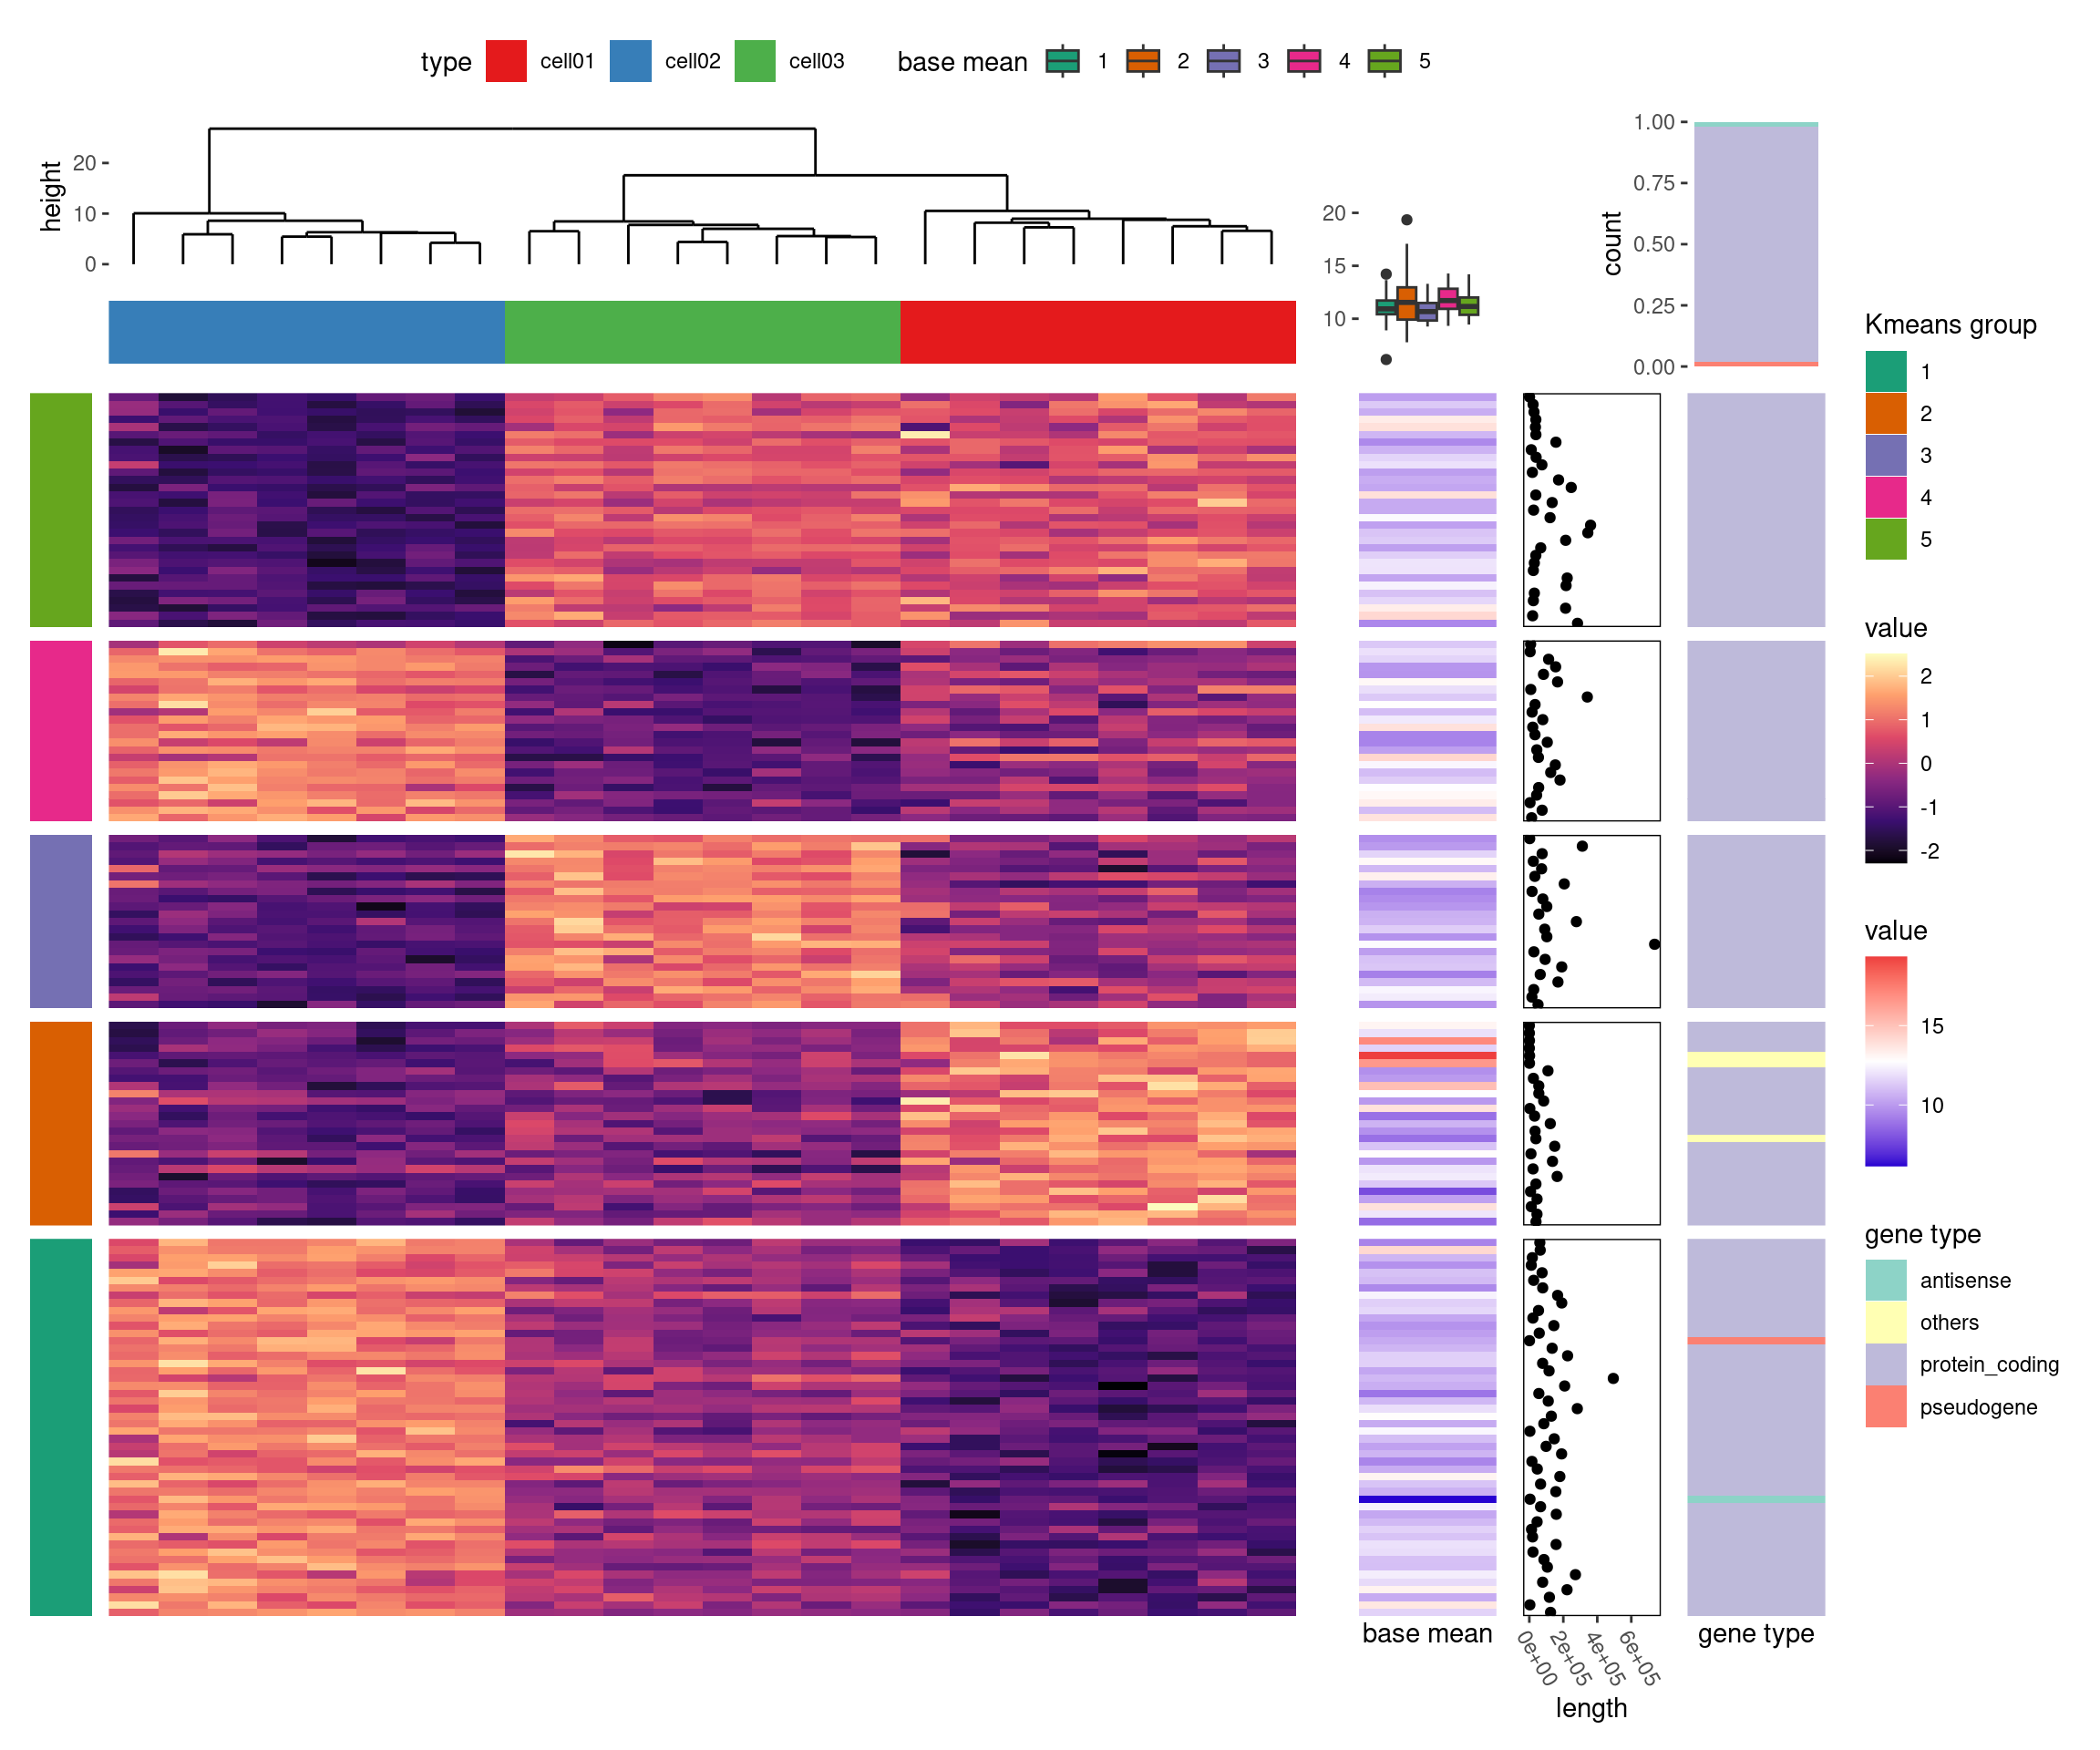 type cell01 cell02 cell03 base mean 1 2 3 4 5
height
20
10
0
20
15
10
count
1.00
0.75
0.50
0.25
0.00
Kmeans group
1
2
3
4
5
value
2
1
0
-1
-2
value
15
10
gene type
antisense
others
protein_coding
pseudogene
base mean
0e+00 2e+05 4e+05 6e+05
length
gene type